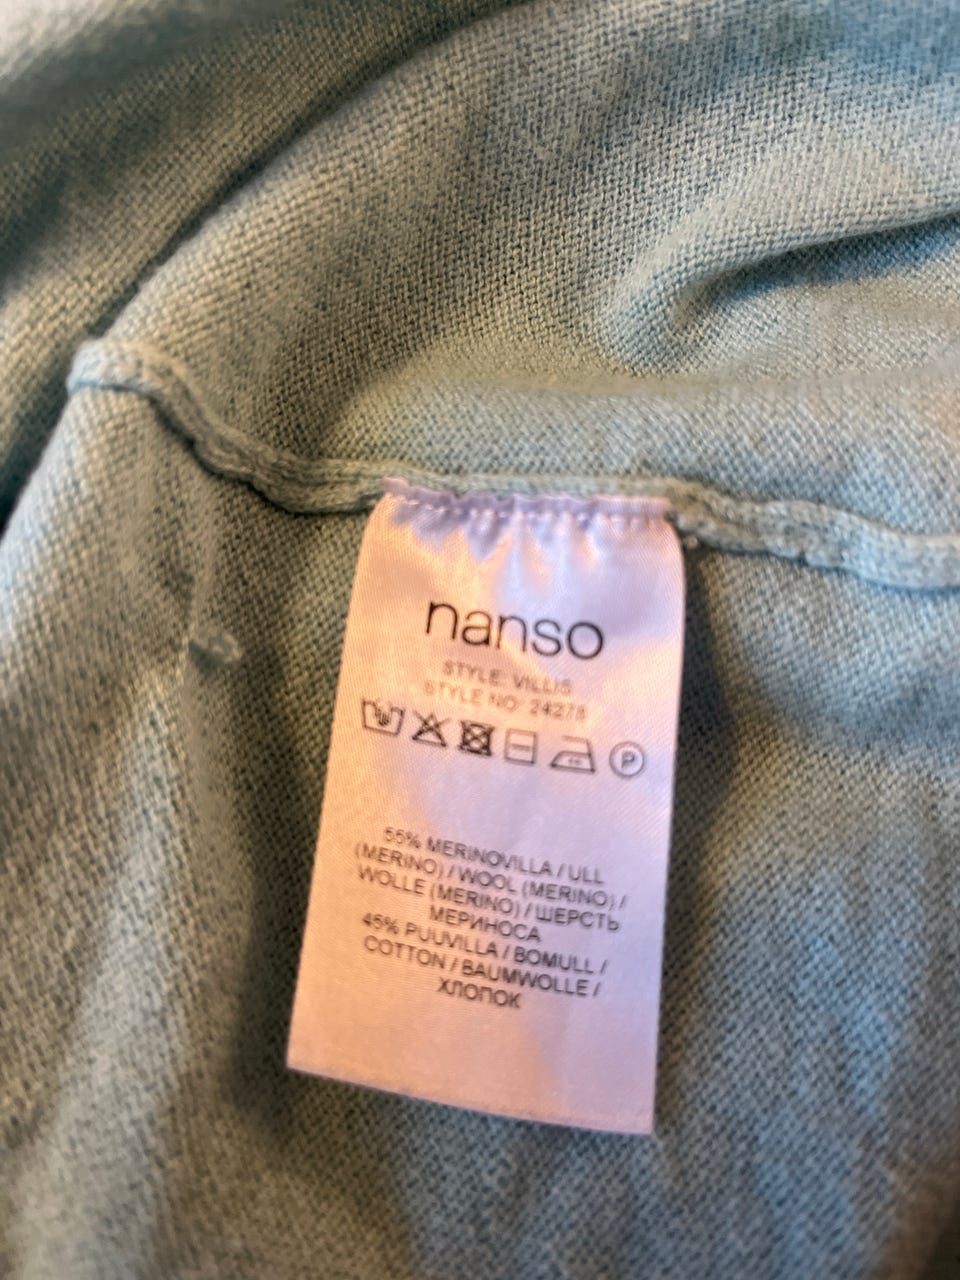 nanso
STYLE: VILLIS
STYLE NO: 24278
P
55% MERINOVILLA / ULL
(MERINO) / WOOL (MERINO) /
WOLLE (MERINO) / ШЕРСТЬ
МЕРИНОСА
45% PUUVILLA / BOMULL /
COTTON / BAUMWOLLE /
ХЛОПОК